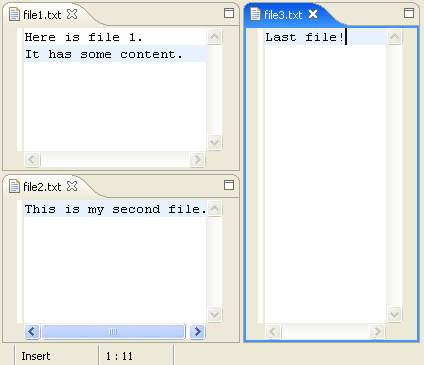 file1.txt
Here is file 1.
It has some content.
file2.txt
This is my second file.
file3.txt
Last file!
Insert
1 : 11